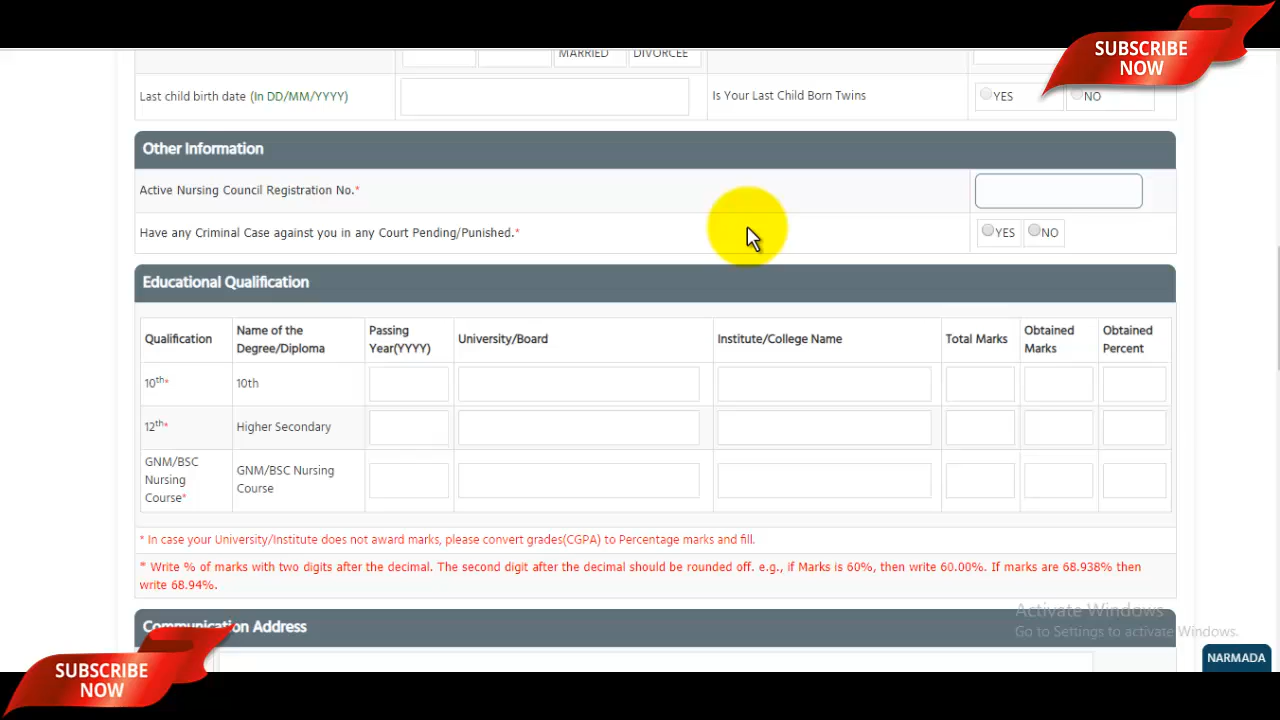 SUBSCRIBE
NOW
MARRIED DIVORCEE
Last child birth date (In DD/MM/YYYY)
Is Your Last Child Born Twins
YES
NO
Other Information
Active Nursing Council Registration No.*
Have any Criminal Case against you in any Court Pending/Punished.*
YES
NO
Educational Qualification
Qualification
Name of the
Degree/Diploma
Passing
Year(YYYY)
University/Board
Institute/College Name
Total Marks
Obtained
Marks
Obtained
Percent
10th*
10th
12th*
Higher Secondary
GNM/BSC
Nursing
Course*
GNM/BSC Nursing
Course
* In case your University/Institute does not award marks, please convert grades(CGPA) to Percentage marks and fill.
* Write % of marks with two digits after the decimal. The second digit after the decimal should be rounded off. e.g., if Marks is 60%, then write 60.00%. If marks are 68.938% then
write 68.94%.
Communication Address
Activate Windows
Go to Settings to activate Windows.
NARMADA
SUBSCRIBE
NOW